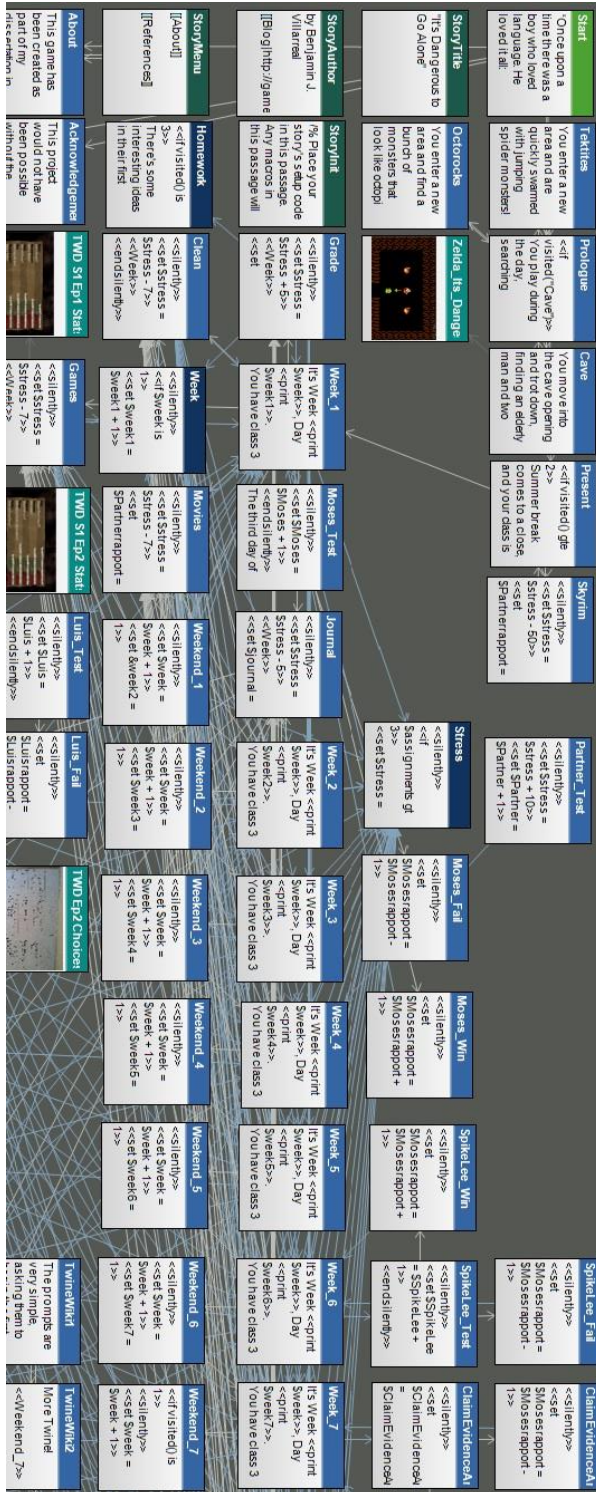 Start
"Once upon a
time there was a
boy who loved
language. He
loved it all:
Tektites
You enter a new
area and are
quickly swarmed
with jumping
spider monsters!
Prologue
<<if
visited("Cave")>>
You play during
the day,
searching
Cave
You move into
the cave opening
and trod down,
finding an elderly
man and two
Present
<<if visited() gte
2>>
Summer break
comes to a close,
and your class is
Skyrim
<<silently>>
<<set $stress =
$stress - 50>>
<<set
$Partnerrapport =
Partner_Test
<<silently>>
<<set $stress =
$stress + 10>>
<<set $Partner =
$Partner + 1>>
SpikeLee_Fail
<<silently>>
<<set
$Mosesrapport =
$Mosesrapport -
1>>
ClaimEvidenceAu
<<silently>>
<<set
$Mosesrapport =
$Mosesrapport -
1>>
StoryTitle
"It's Dangerous to
Go Alone"
Octorocks
You enter a new
area and find a
bunch of
monsters that
look like octopi
Zelda_Its_Dange
Stress
<<silently>>
<<if
$assignments gt
3>>
<<set $stress =
Moses_Fail
<<silently>>
<<set
$Mosesrapport =
$Mosesrapport -
1>>
Moses_Win
<<silently>>
<<set
$Mosesrapport =
$Mosesrapport +
1>>
SpikeLee_Win
<<silently>>
<<set
$Mosesrapport =
$Mosesrapport +
1>>
SpikeLee_Test
<<silently>>
<<set $SpikeLee
= $SpikeLee +
1>>
<<endsilently>>
ClaimEvidenceAu
<<silently>>
<<set
$ClaimEvidenceAu
=
$ClaimEvidenceAu
StoryAuthor
by Benjamin J.
Villarreal
[[Blog|http://game
StoryInit
/% Place your
story's setup code
in this passage.
Any macros in
this passage will
Grade
<<silently>>
<<set $stress =
$stress + 5>>
<<Week>>
<<set
Week_1
It's Week <<print
$week>>, Day
<<print
$week1>>.
You have class 3
Moses_Test
<<silently>>
<<set $Moses =
$Moses + 1>>
<<endsilently>>
The third day of
Journal
<<silently>>
<<set $stress =
$stress - 5>>
<<Week>>
<<set $journal =
Week_2
It's Week <<print
$week>>, Day
<<print
$week2>>.
You have class 3
Week_3
It's Week <<print
$week>>, Day
<<print
$week3>>.
You have class 3
Week_4
It's Week <<print
$week>>, Day
<<print
$week4>>.
You have class 3
Week_5
It's Week <<print
$week>>, Day
<<print
$week5>>.
You have class 3
Week_6
It's Week <<print
$week>>, Day
<<print
$week6>>.
You have class 3
Week_7
It's Week <<print
$week>>, Day
<<print
$week7>>.
You have class 3
StoryMenu
[[About]]
[[References]]
Homework
<<if visited() is
3>>
There's some
interesting ideas
in their first
Clean
<<silently>>
<<set $stress =
$stress - 7>>
<<Week>>
<<endsilently>>
Week
<<silently>>
<<if $week is
1>>
<<set $week1 =
$week1 + 1>>
Movies
<<silently>>
<<set $stress =
$stress - 7>>
<<set
$Partnerrapport =
Weekend_1
<<silently>>
<<set $week =
$week + 1>>
<<set &week2 =
1>>
Weekend_2
<<silently>>
<<set $week =
$week + 1>>
<<set $week3 =
1>>
Weekend_3
<<silently>>
<<set $week =
$week + 1>>
<<set $week4 =
1>>
Weekend_4
<<silently>>
<<set $week =
$week + 1>>
<<set $week5 =
1>>
Weekend_5
<<silently>>
<<set $week =
$week + 1>>
<<set $week6 =
1>>
Weekend_6
<<silently>>
<<set $week =
$week + 1>>
<<set $week7 =
1>>
Weekend_7
<<if visited() is
1>>
<<silently>>
<<set $week =
$week + 1>>
About
This game has
been created as
part of my
dissertation in
Acknowledgemen
This project
would not have
been possible
without the
TWD S1 Ep1 Stat:
Games
<<silently>>
<<set $stress =
$stress - 7>>
<<Week>>
TWD S1 Ep2 Stat:
Luis_Test
<<silently>>
<<set $Luis =
$Luis + 1>>
<<endsilently>>
Luis_Fail
<<silently>>
<<set
$Luisrapport =
$Luisrapport -
TWD Ep2 Choice:
TwineWiki1
The prompts are
very simple,
asking them to
TwineWiki2
More Twine!
<<Weekend_7>>